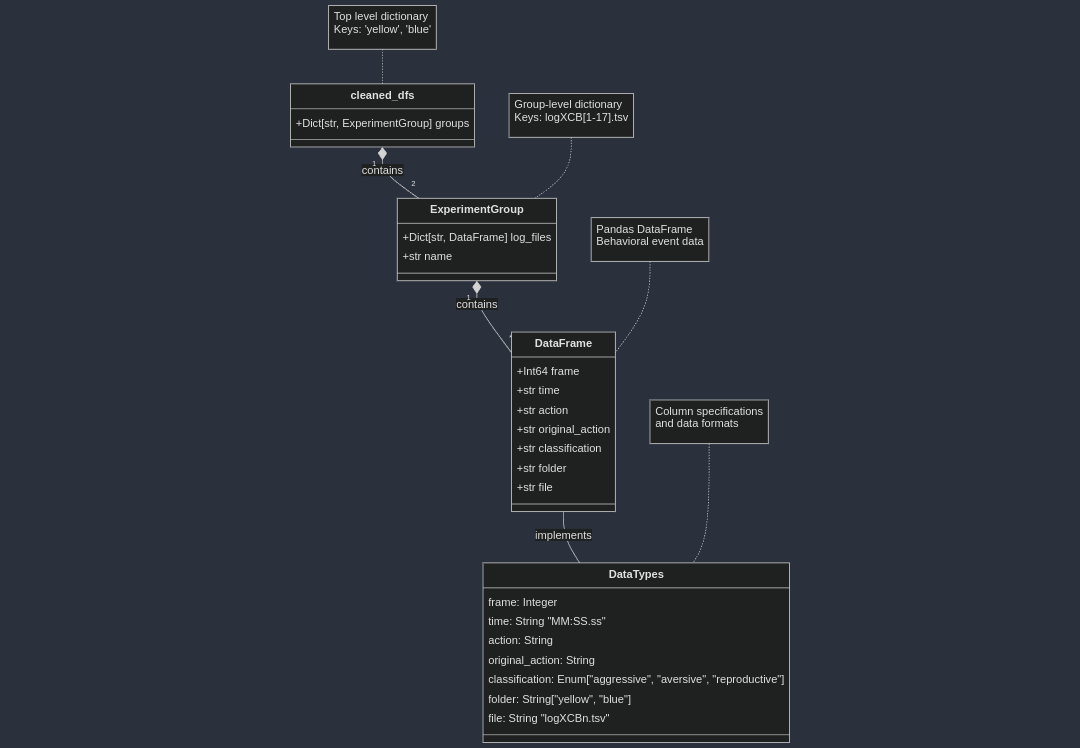 Top level dictionary
Keys: 'yellow', 'blue'
cleaned_dfs
+Dict[str, ExperimentGroup] groups
Group-level dictionary
Keys: logXCB[1-17].tsv
1
contains
2
ExperimentGroup
+Dict[str, DataFrame] log_files
+str name
Pandas DataFrame
Behavioral event data
1
contains
DataFrame
+Int64 frame
+str time
+str action
+str original_action
+str classification
+str folder
+str file
Column specifications
and data formats
implements
DataTypes
frame: Integer
time: String "MM:SS.ss"
action: String
original_action: String
classification: Enum["aggressive", "aversive", "reproductive"]
folder: String["yellow", "blue"]
file: String "logXCBn.tsv"